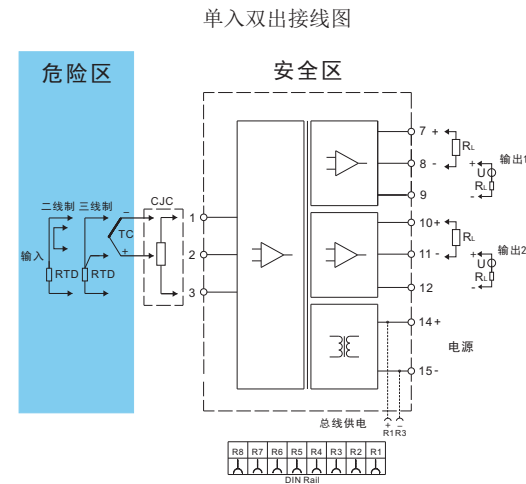 单入双出接线图
危险区
安全区
7 +
8 -
9
RL
+
U
RL
-
输出1
二线制 三线制
CJC
-
TC
+
输入
RTD
RTD
1
2
3
10+
11 -
12
RL
+
U
RL
-
输出2
14+
15-
电源
总线供电
+ -
R1 R3
R8 R7 R6 R5 R4 R3 R2 R1
DIN Rail